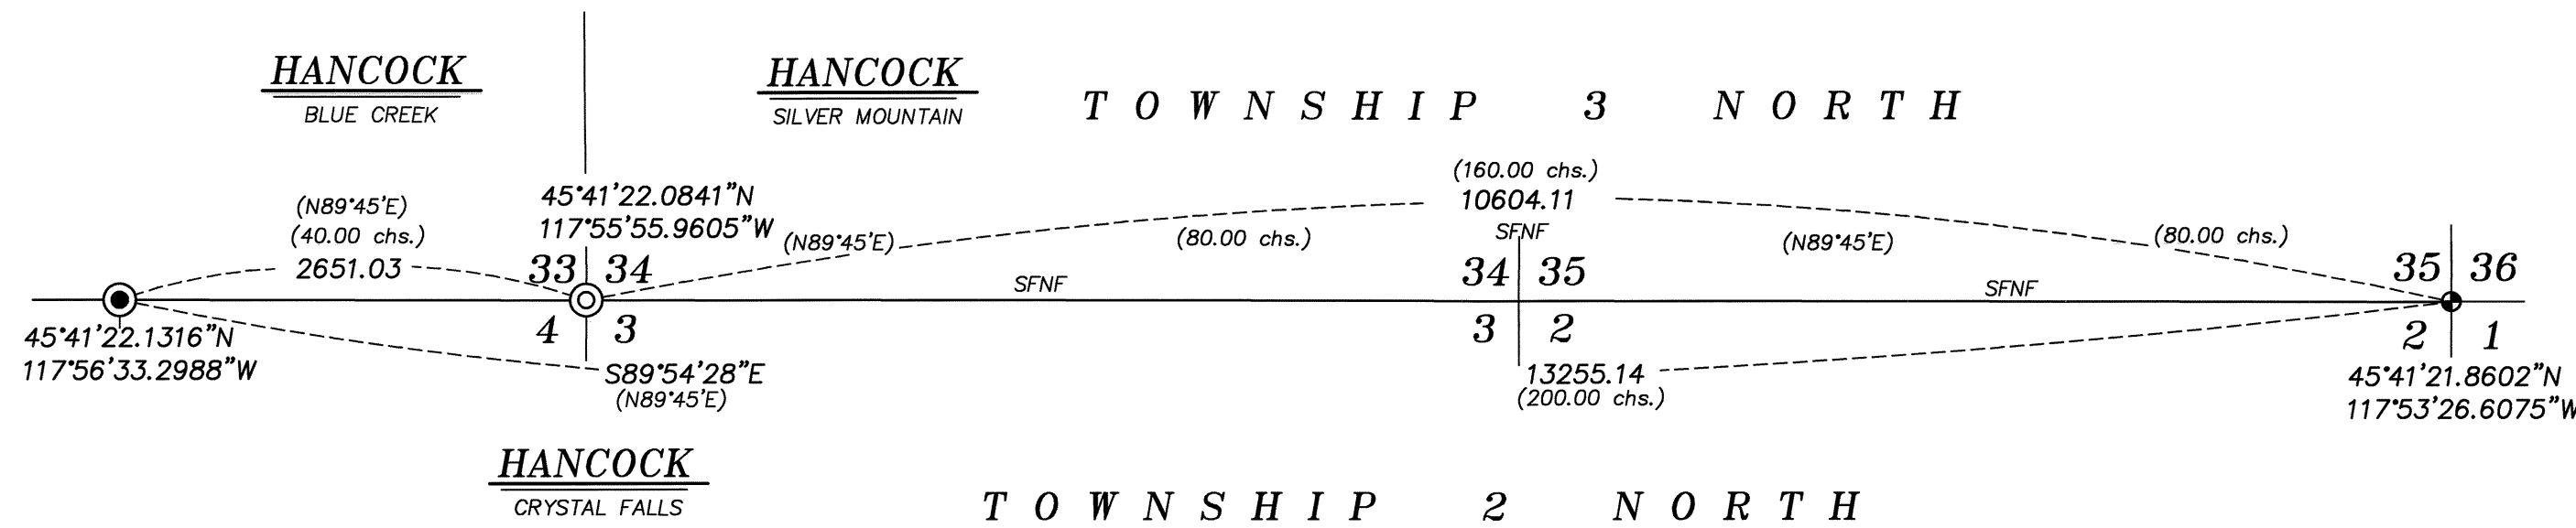 HANCOCK
BLUE CREEK
HANCOCK
SILVER MOUNTAIN
TOWNSHIP 3 NORTH
(N89°45'E)
(40.00 chs.)
2651.03
45°41'22.0841"N
117°55'55.9605"W
(N89°45'E)
(80.00 chs.)
(160.00 chs.)
10604.11
SFNF
(N89°45'E)
(80.00 chs.)
33 34
SFNF
34 35
SFNF
35 36
45°41'22.1316"N
117°56'33.2988"W
4 3
S89°54'28"E
(N89°45'E)
3 2
13255.14
(200.00 chs.)
2 1
45°41'21.8602"N
117°53'26.6075"W
HANCOCK
CRYSTAL FALLS
TOWNSHIP 2 NORTH